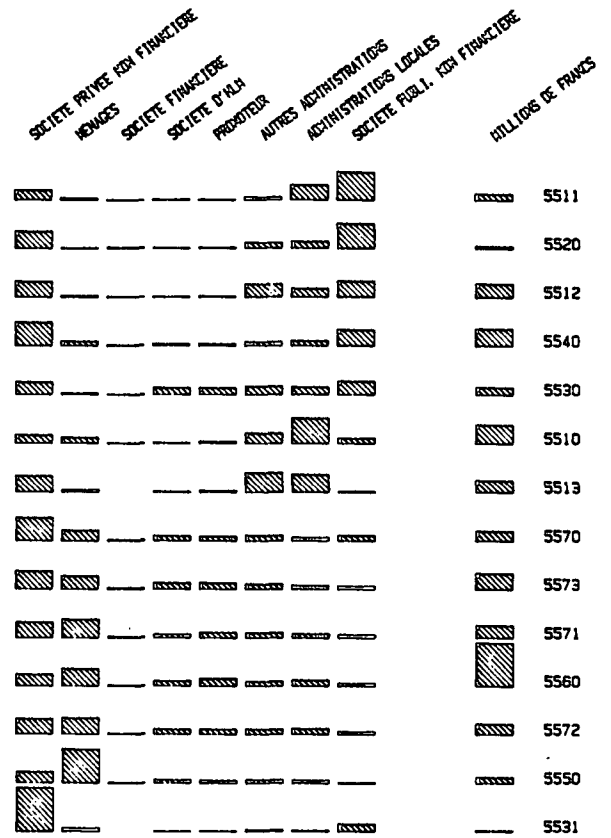 SOCIETE PRIVEE NON FINANCIERE
MENAGES
SOCIETE FINANCIERE
SOCIETE D'HLM
PROMOTEUR
AUTRES ADMINISTRATIONS
ADMINISTRATIONS LOCALES
SOCIETE PUBLI. NON FINANCIERE
MILLIONS DE FRANCS
5511
5520
5512
5540
5530
5510
5513
5570
5573
5571
5560
5572
5550
5531